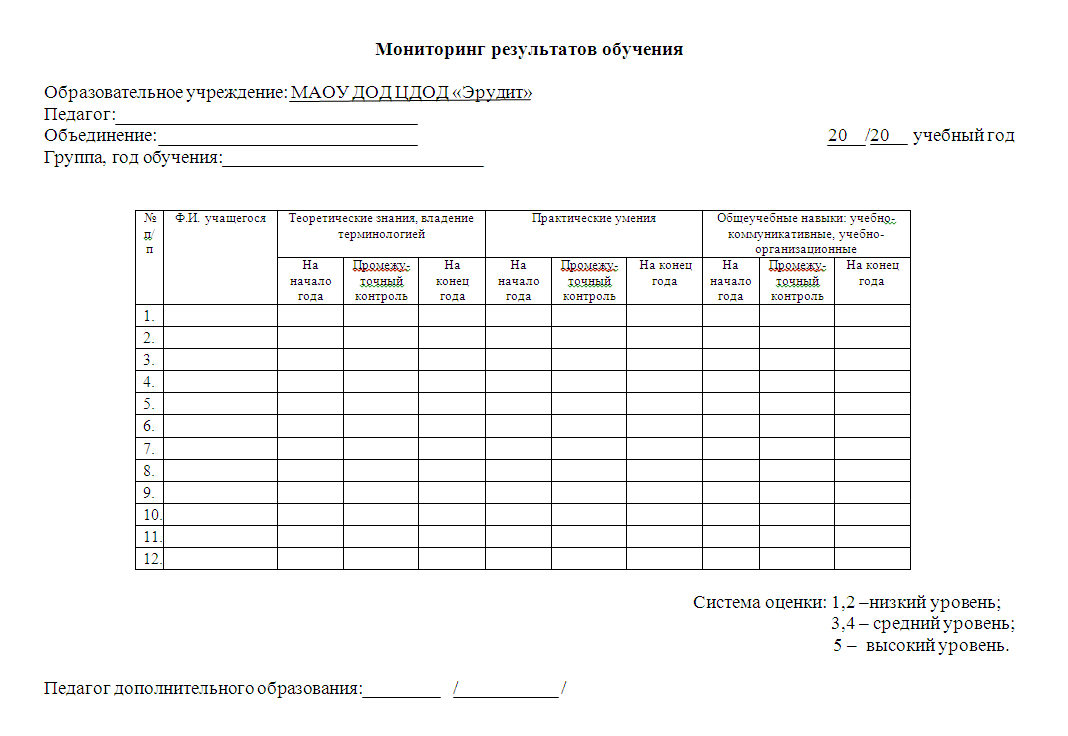 Мониторинг результатов обучения
Образовательное учреждение: МАОУ ДОД ЦДОД «Эрудит»
Педагог:
Объединение: 20 /20 учебный год
Группа, год обучения:
№ п/п Ф.И. учащегося Теоретические знания, владение терминологией Практические умения Общеучебные навыки: учебно-коммуникативные, учебно-организационные
На начало года Промежу-точный контроль На конец года На начало года Промежу-точный контроль На конец года На начало года Промежу-точный контроль На конец года
1.
2.
3.
4.
5.
6.
7.
8.
9.
10.
11.
12.
Система оценки: 1,2 –низкий уровень;
3,4 – средний уровень;
5 – высокий уровень.
Педагог дополнительного образования:_________ /____________/